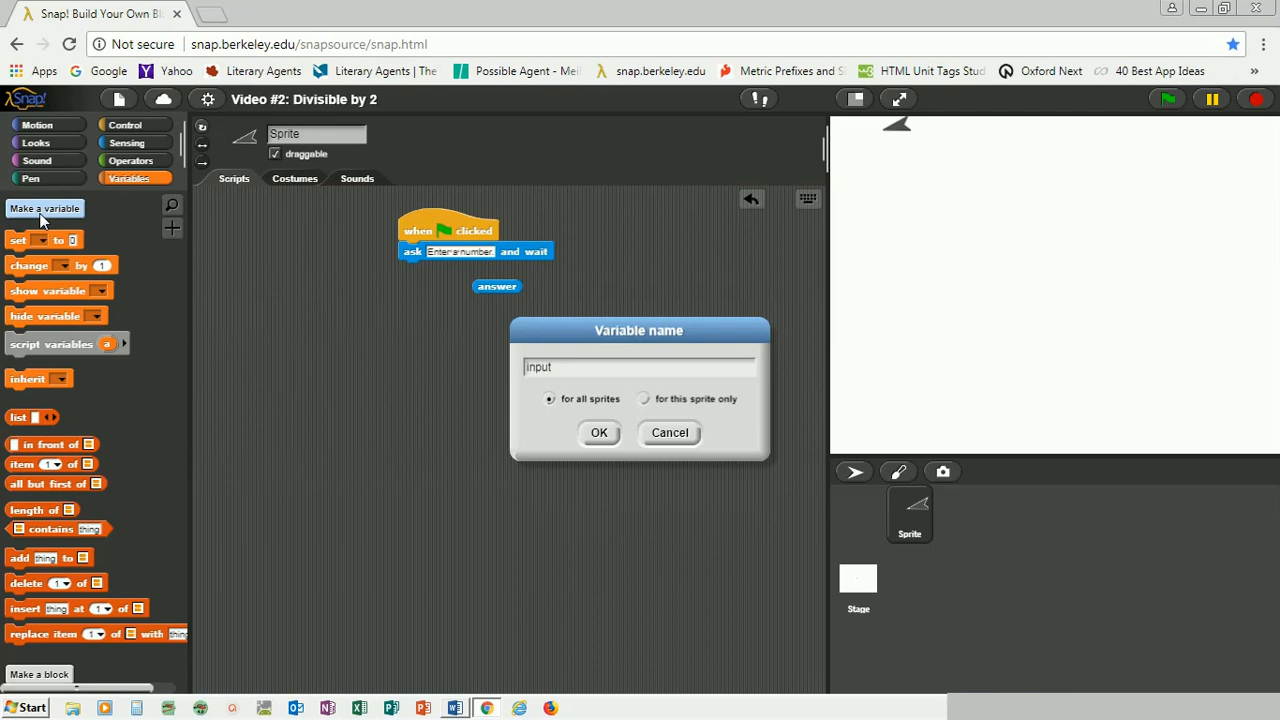 Snap! Build Your Own Bl
Not secure snap.berkeley.edu/snapsource/snap.html
Apps Google Yahoo Literary Agents Literary Agents | The Possible Agent - Meli snap.berkeley.edu Metric Prefixes and S HTML Unit Tags Stud Oxford Next 40 Best App Ideas »
Snap! Video #2: Divisible by 2
Motion Control
Looks Sensing
Sound Operators
Pen Variables
Sprite
draggable
Scripts Costumes Sounds
Make a variable
set to 0
change by 1
show variable
hide variable
script variables a
inherit
list
in front of
item 1 of
all but first of
length of
contains thing
add thing to
delete 1 of
insert thing at 1 of
replace item 1 of with thing
Make a block
when clicked
ask Enter a number. and wait
answer
Variable name
input
for all sprites for this sprite only
OK Cancel
Sprite
Stage
Start